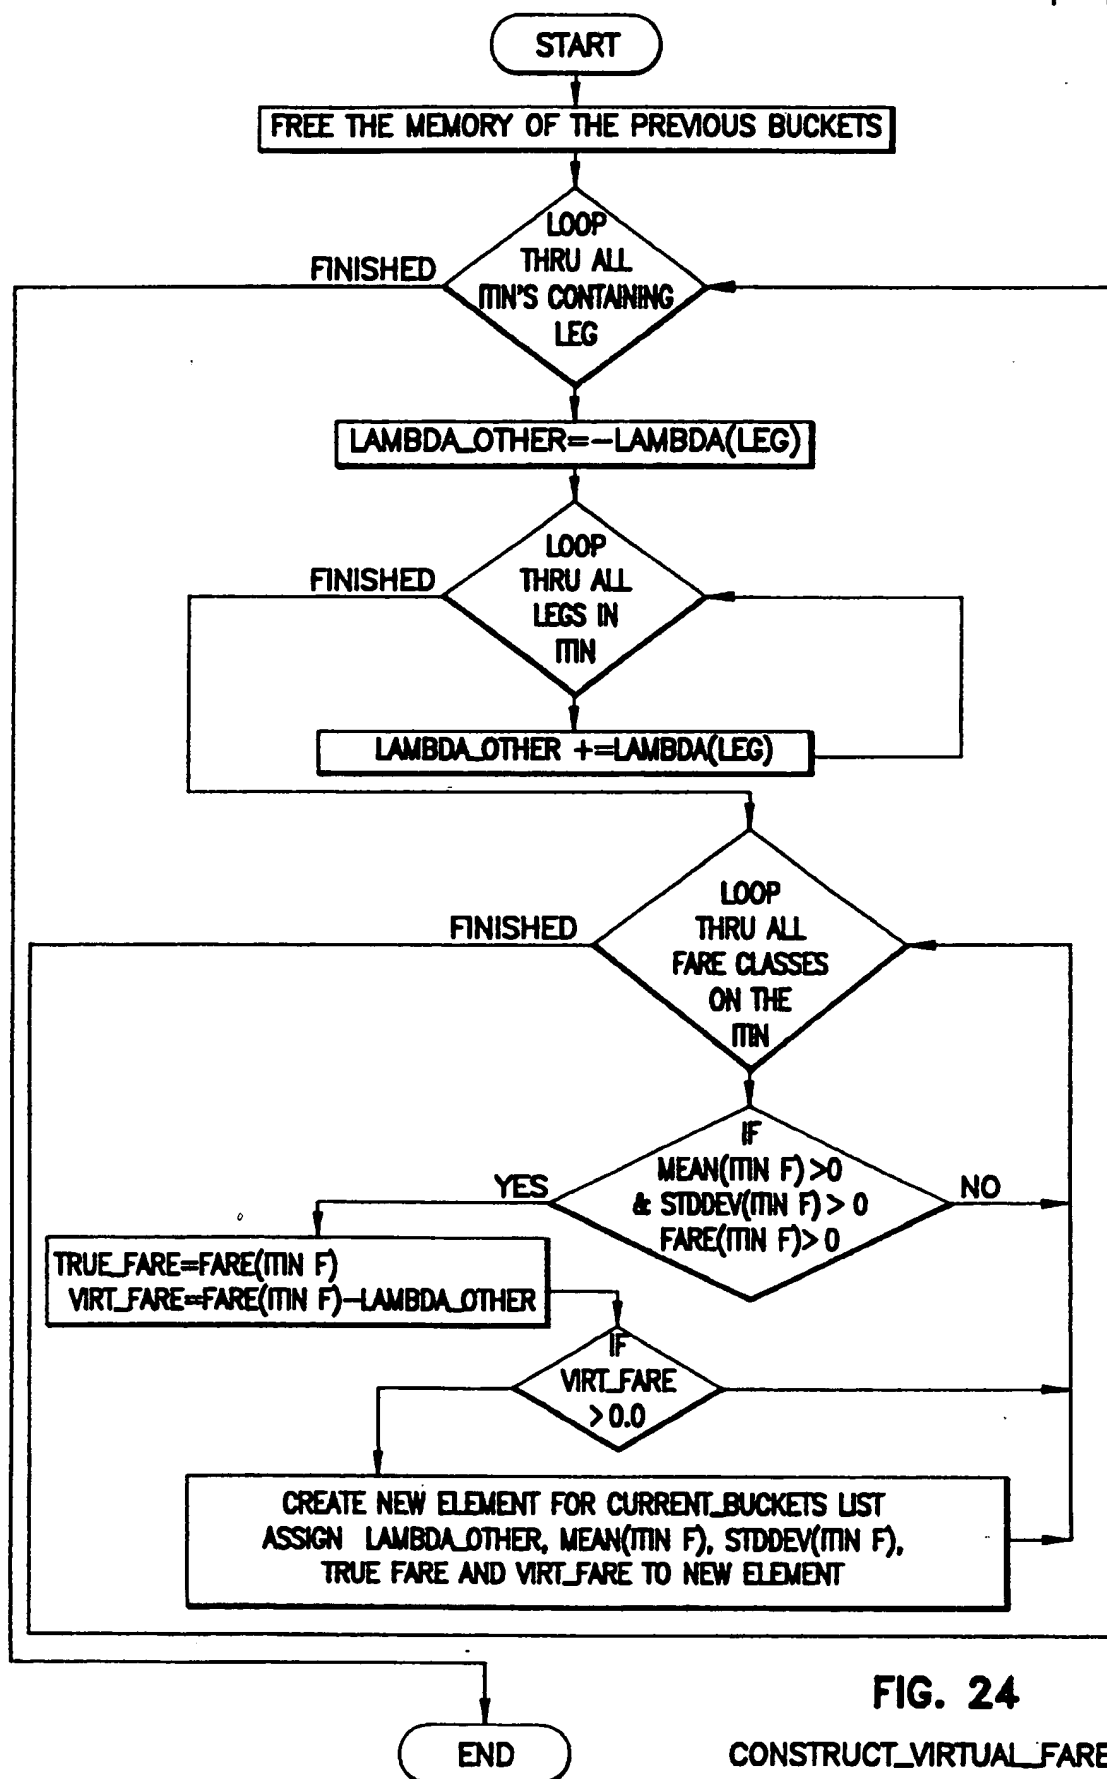 START
FREE THE MEMORY OF THE PREVIOUS BUCKETS
LOOP
THRU ALL
ITIN'S CONTAINING
LEG
FINISHED
LAMBDA_OTHER=-LAMBDA(LEG)
LOOP
THRU ALL
LEGS IN
ITIN
FINISHED
LAMBDA_OTHER +=LAMBDA(LEG)
LOOP
THRU ALL
FARE CLASSES
ON THE
ITIN
FINISHED
IF
MEAN(ITIN F) >0
& STDDEV(ITIN F) > 0
FARE(ITIN F)> 0
YES
NO
TRUE_FARE=FARE(ITIN F)
VIRT_FARE=FARE(ITIN F)-LAMBDA_OTHER
IF
VIRT_FARE
>0.0
CREATE NEW ELEMENT FOR CURRENT_BUCKETS LIST
ASSIGN LAMBDA_OTHER, MEAN(ITIN F), STDDEV(ITIN F),
TRUE FARE AND VIRT_FARE TO NEW ELEMENT
END
FIG. 24
CONSTRUCT_VIRTUAL_FARE